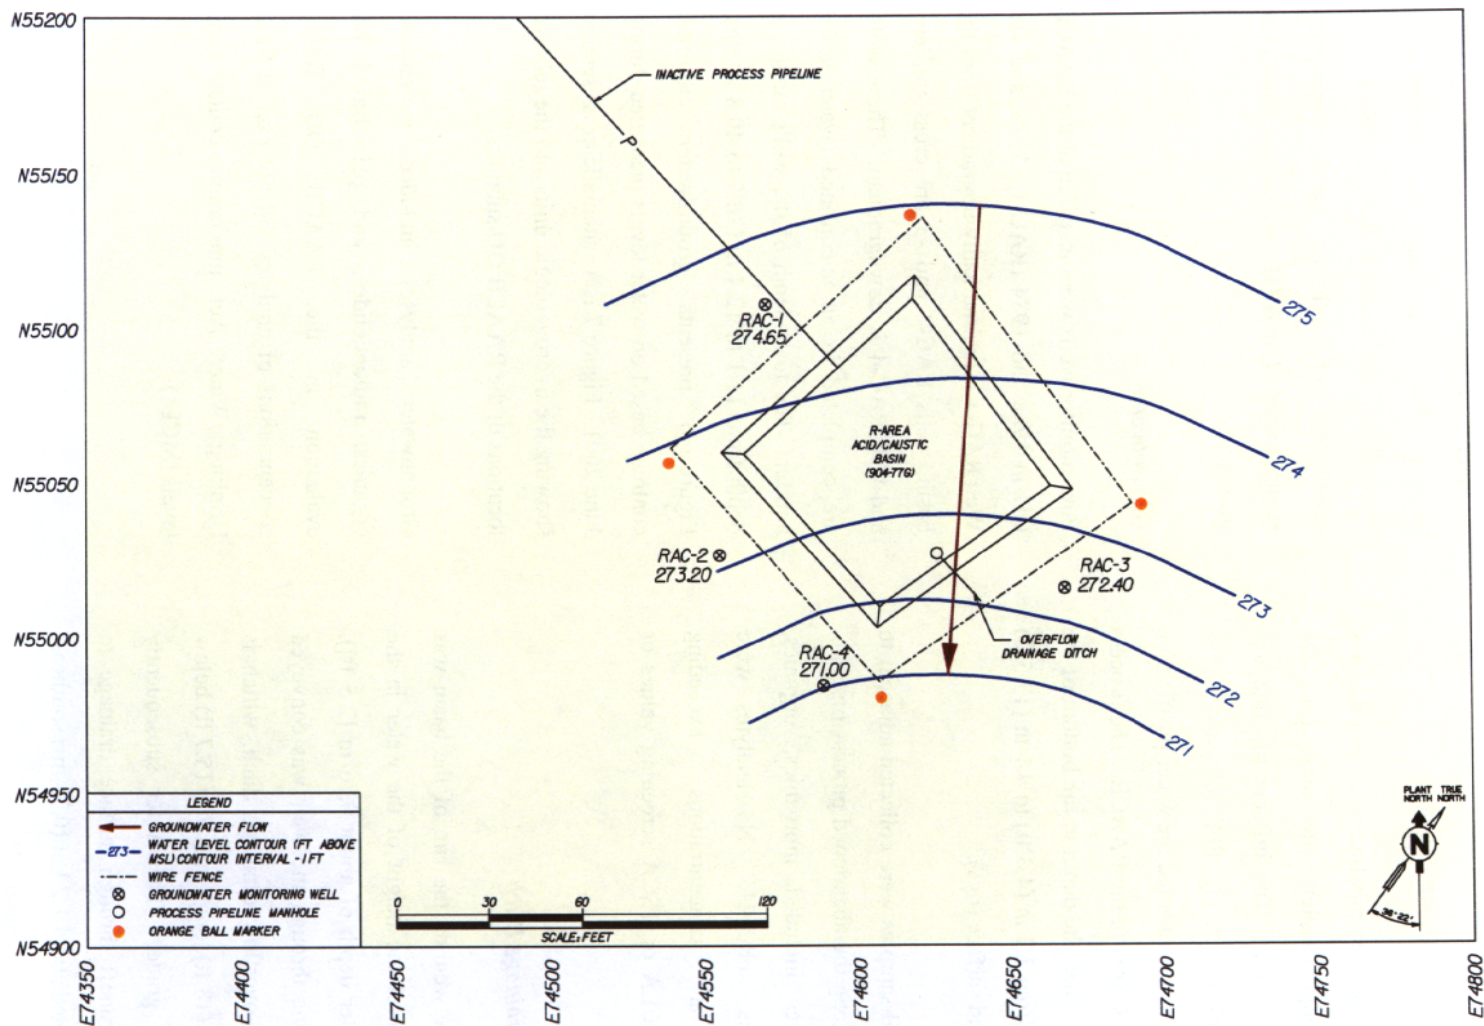 N55200
INACTIVE PROCESS PIPELINE
P
N55150
275
RAC-1
274.65
N55100
274
R-AREA
ACID/CAUSTIC
BASIN
(904-77G)
N55050
RAC-2
273.20
RAC-3
272.40
273
N55000
OVERFLOW
DRAINAGE DITCH
RAC-4
271.00
272
271
N54950
LEGEND
GROUNDWATER FLOW
273 WATER LEVEL CONTOUR (FT ABOVE
MSL) CONTOUR INTERVAL - 1 FT
WIRE FENCE
GROUNDWATER MONITORING WELL
PROCESS PIPELINE MANHOLE
ORANGE BALL MARKER
0 30 60 120
SCALE: FEET
PLANT TRUE
NORTH NORTH
N
36° 22'
N54900
E74350 E74400 E74450 E74500 E74550 E74600 E74650 E74700 E74750 E74800